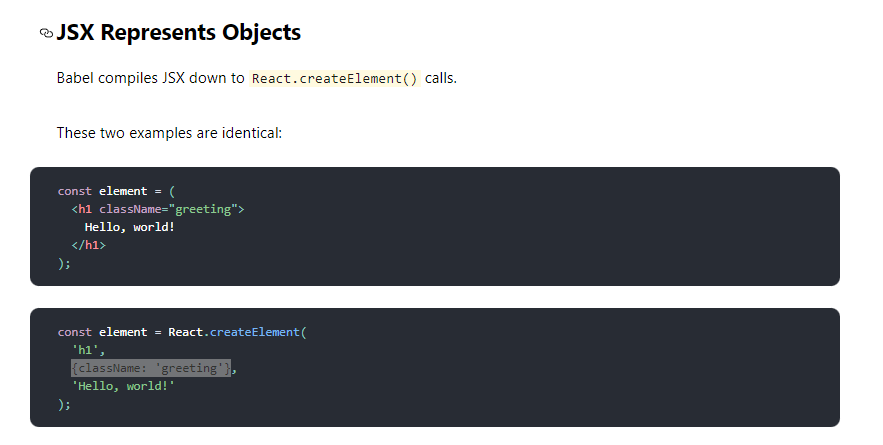 JSX Represents Objects
Babel compiles JSX down to React.createElement() calls.
These two examples are identical:
const element = (
  <h1 className="greeting">
    Hello, world!
  </h1>
);
const element = React.createElement(
  'h1',
  {className: 'greeting'},
  'Hello, world!'
);